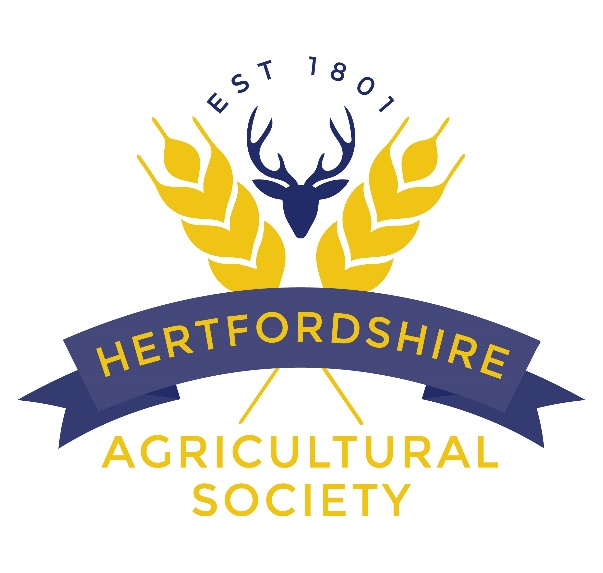 EST 1801
HERTFORDSHIRE
AGRICULTURAL
SOCIETY